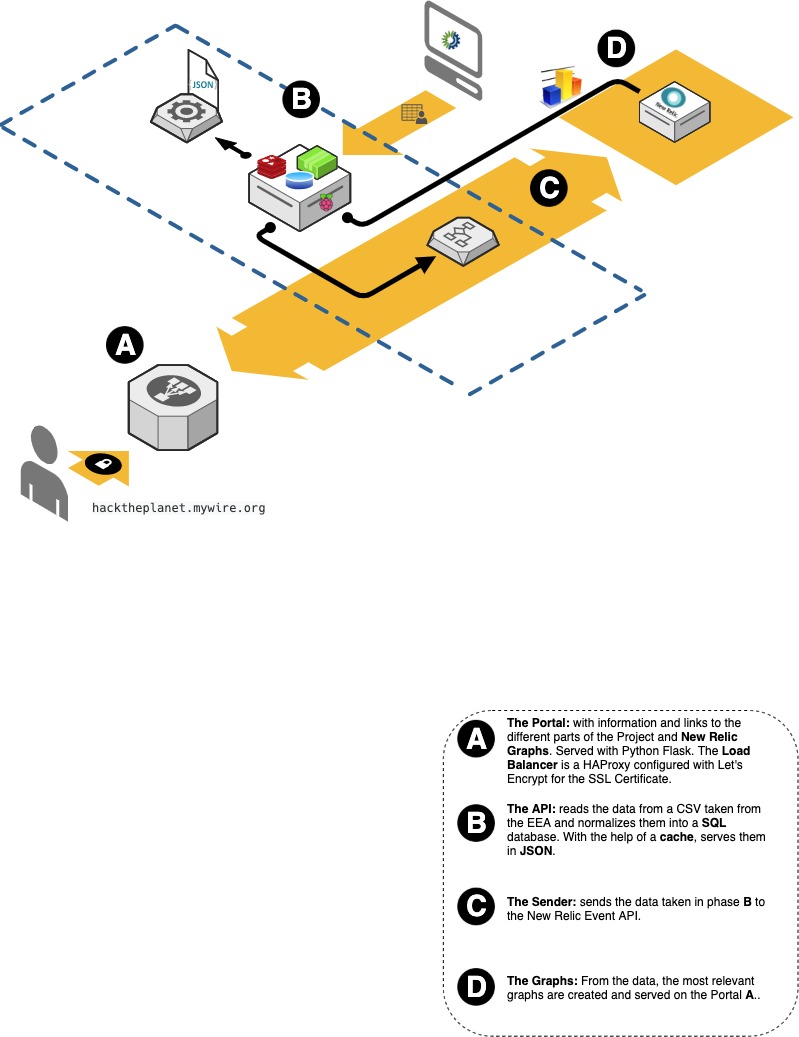 D
JSON
B
New Relic
C
A
hacktheplanet.mywire.org
A
The Portal: with information and links to the
different parts of the Project and New Relic
Graphs. Served with Python Flask. The Load
Balancer is a HAProxy configured with Let's
Encrypt for the SSL Certificate.
B
The API: reads the data from a CSV taken from
the EEA and normalizes them into a SQL
database. With the help of a cache, serves them
in JSON.
C
The Sender: sends the data taken in phase B to
the New Relic Event API.
D
The Graphs: From the data, the most relevant
graphs are created and served on the Portal A..